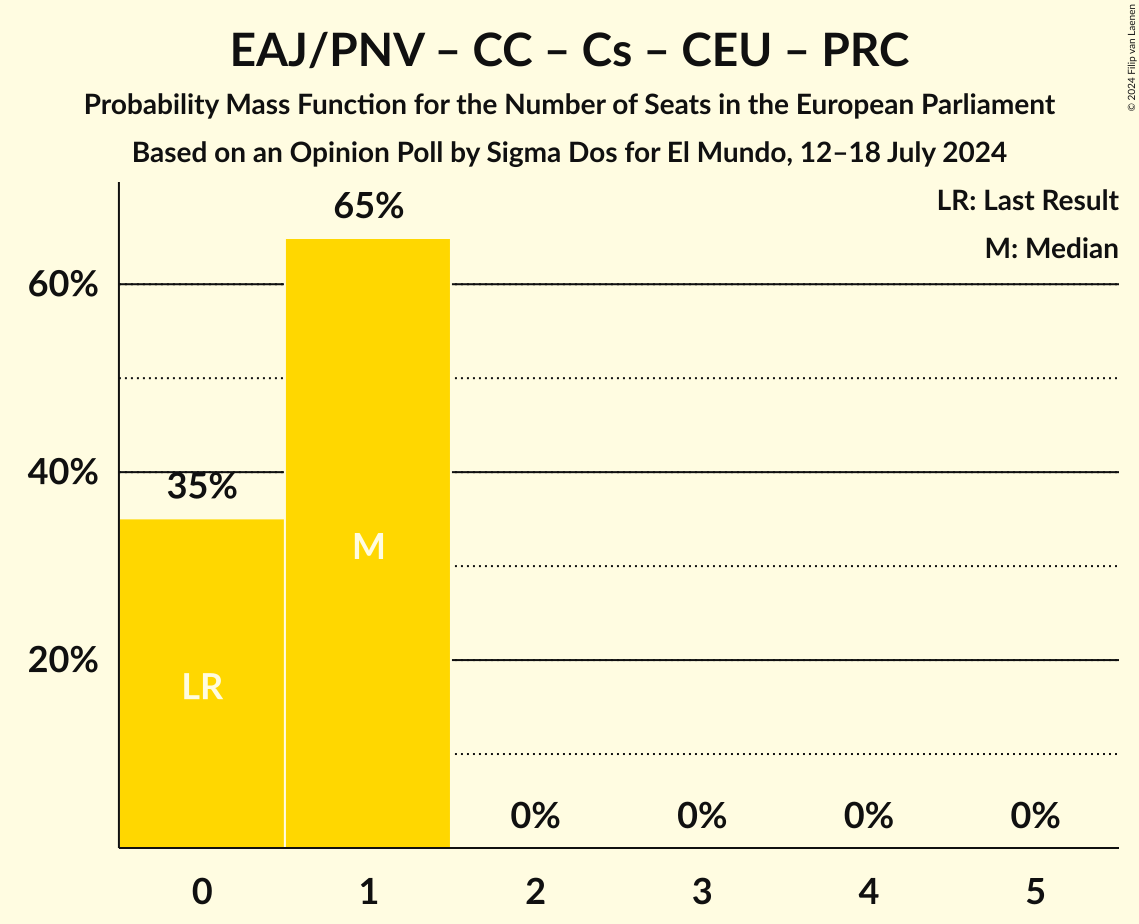 EAJ/PNV – CC – Cs – CEU – PRC
Probability Mass Function for the Number of Seats in the European Parliament
Based on an Opinion Poll by Sigma Dos for El Mundo, 12–18 July 2024
© 2024 Filip van Laenen
LR: Last Result
M: Median
65%
60%
40%
35%
M
20%
LR
0% 0% 0% 0%
0 1 2 3 4 5